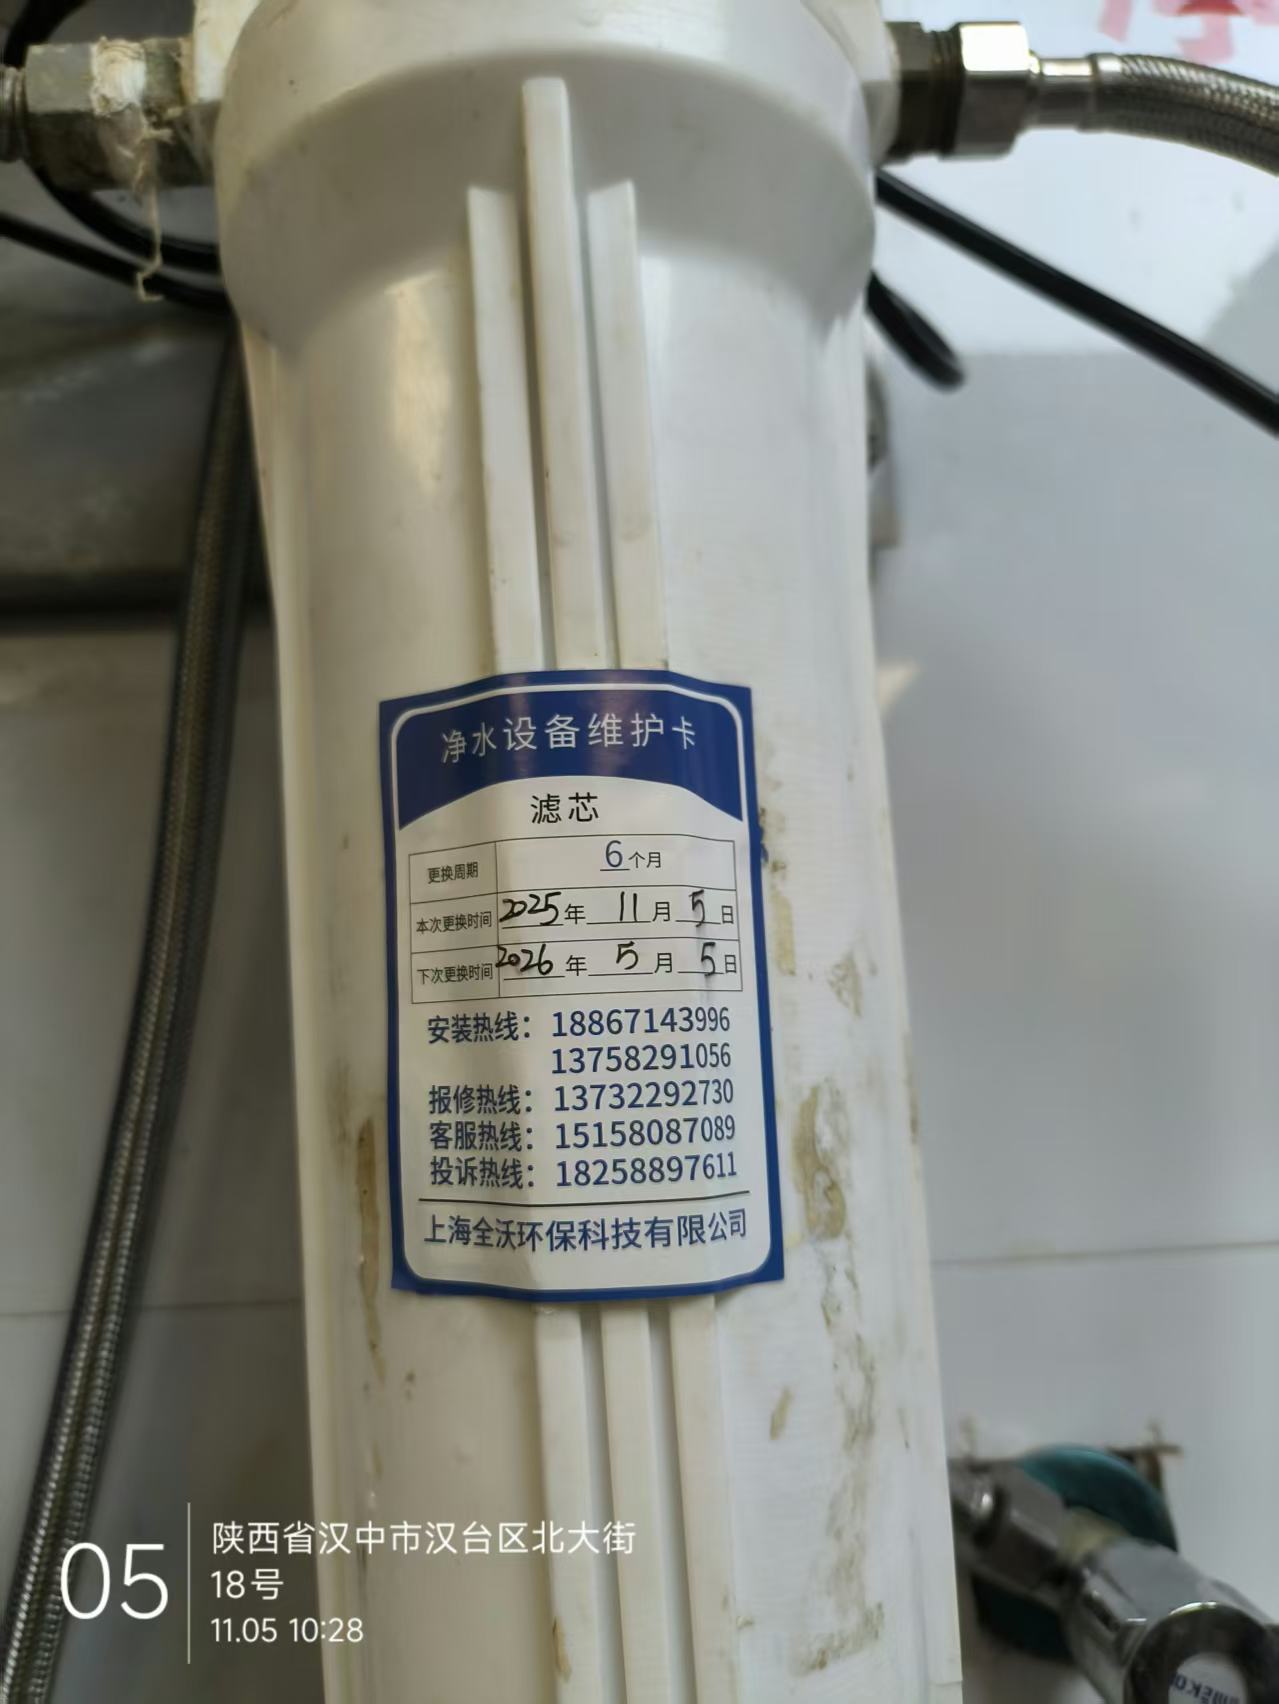 净水设备维护卡
滤芯
更换周期 6个月
本次更换时间 2025年 11月 5日
下次更换时间 2026年 5月 5日
安装热线：18867143996
13758291056
报修热线：13732292730
客服热线：15158087089
投诉热线：18258897611
上海全沃环保科技有限公司
05
陕西省汉中市汉台区北大街
18号
11.05 10:28